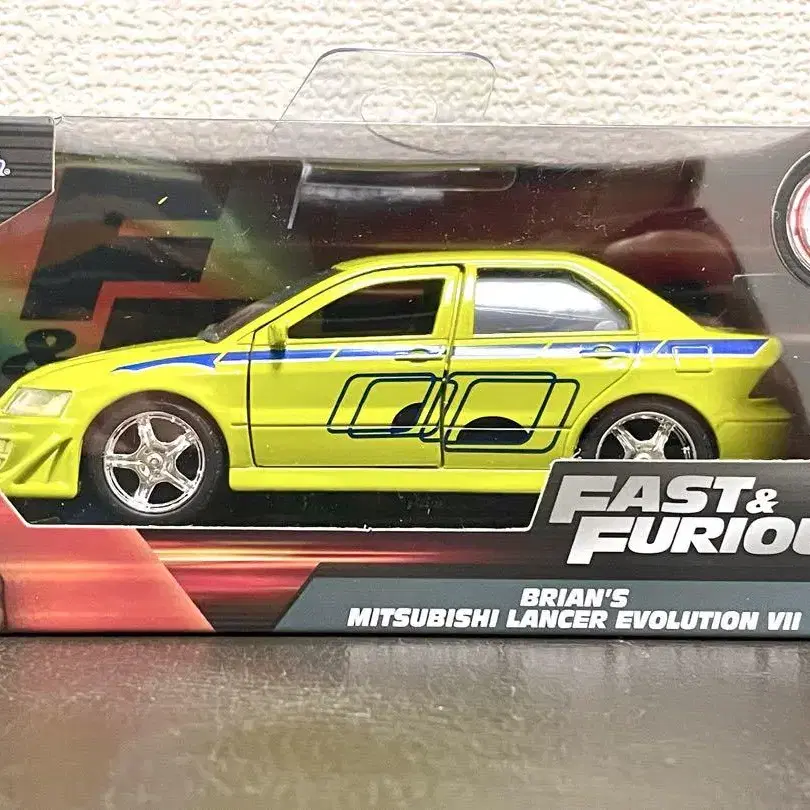 F
&
FAST &
FURIOU
BRIAN'S
MITSUBISHI LANCER EVOLUTION VII